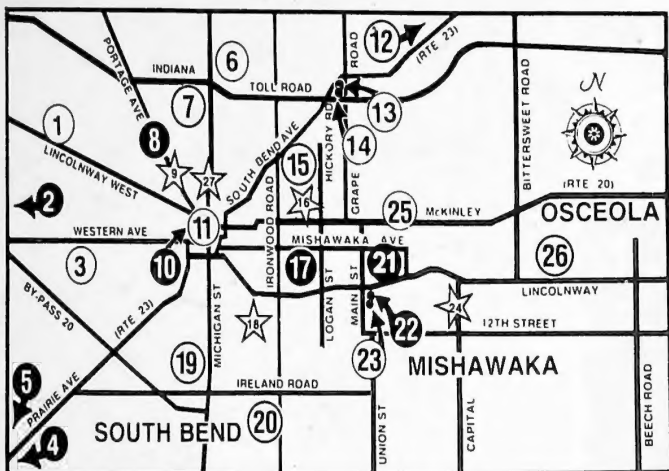 PORTAGE AVE
INDIANA
6
TOLL ROAD
12
ROAD
(RTE 23)
7
1
8
13
14
LINCOLNWAY WEST
9
27
SOUTH BEND AVE
15
HICKORY RD
GRAPE
BITTERSWEET ROAD
N
2
16
(RTE 20)
25
McKINLEY
OSCEOLA
11
WESTERN AVE
MISHAWAKA AVE
10
IRONWOOD ROAD
17
21
26
LINCOLNWAY
3
BY-PASS 20
(RTE 23)
MICHIGAN ST
18
LOGAN ST
MAIN ST
22
24
12TH STREET
19
23
MISHAWAKA
5
PRAIRIE AVE
IRELAND ROAD
4
SOUTH BEND
20
UNION ST
CAPITAL
BEECH ROAD